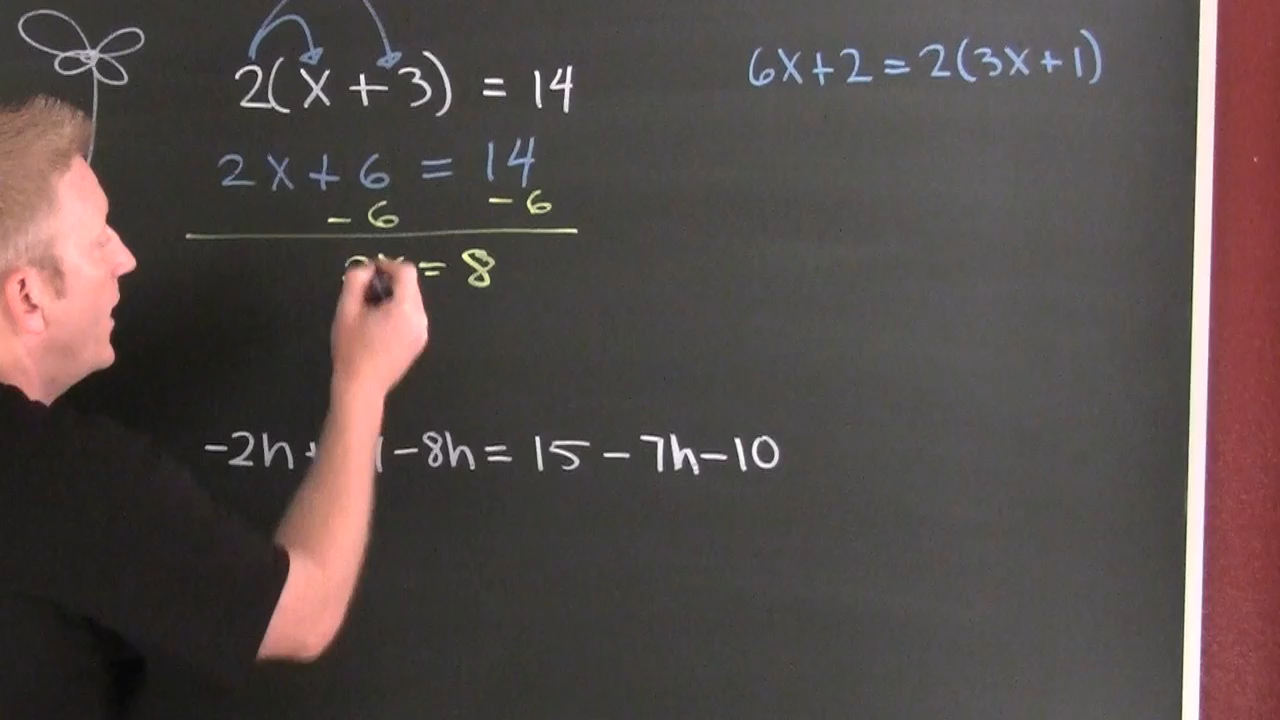 2(x + 3) = 14
2x + 6 = 14
- 6 - 6
2x = 8
6x + 2 = 2(3x + 1)
-2h + - 8h = 15 - 7h - 10